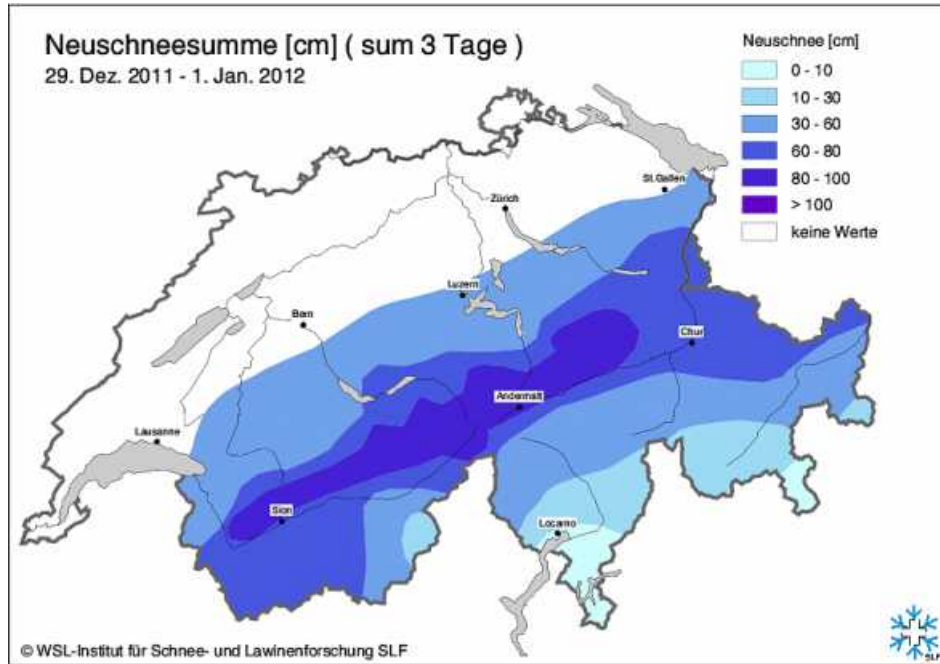 Neuschneesumme [cm] ( sum 3 Tage )
29. Dez. 2011 - 1. Jan. 2012
Neuschnee [cm]
0 - 10
10 - 30
30 - 60
60 - 80
80 - 100
> 100
keine Werte
St.Gallen
Zürich
Luzern
Bern
Chur
Andermatt
Lausanne
Sion
Locarno
© WSL-Institut für Schnee- und Lawinenforschung SLF
SLF